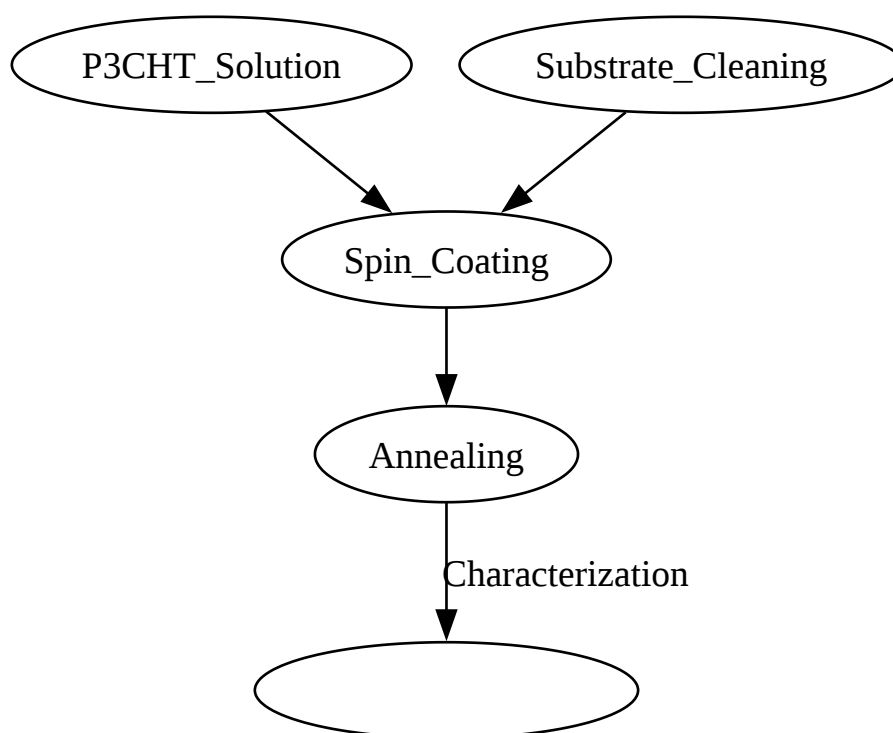 P3CHT_Solution
Substrate_Cleaning
Spin_Coating
Annealing
Characterization